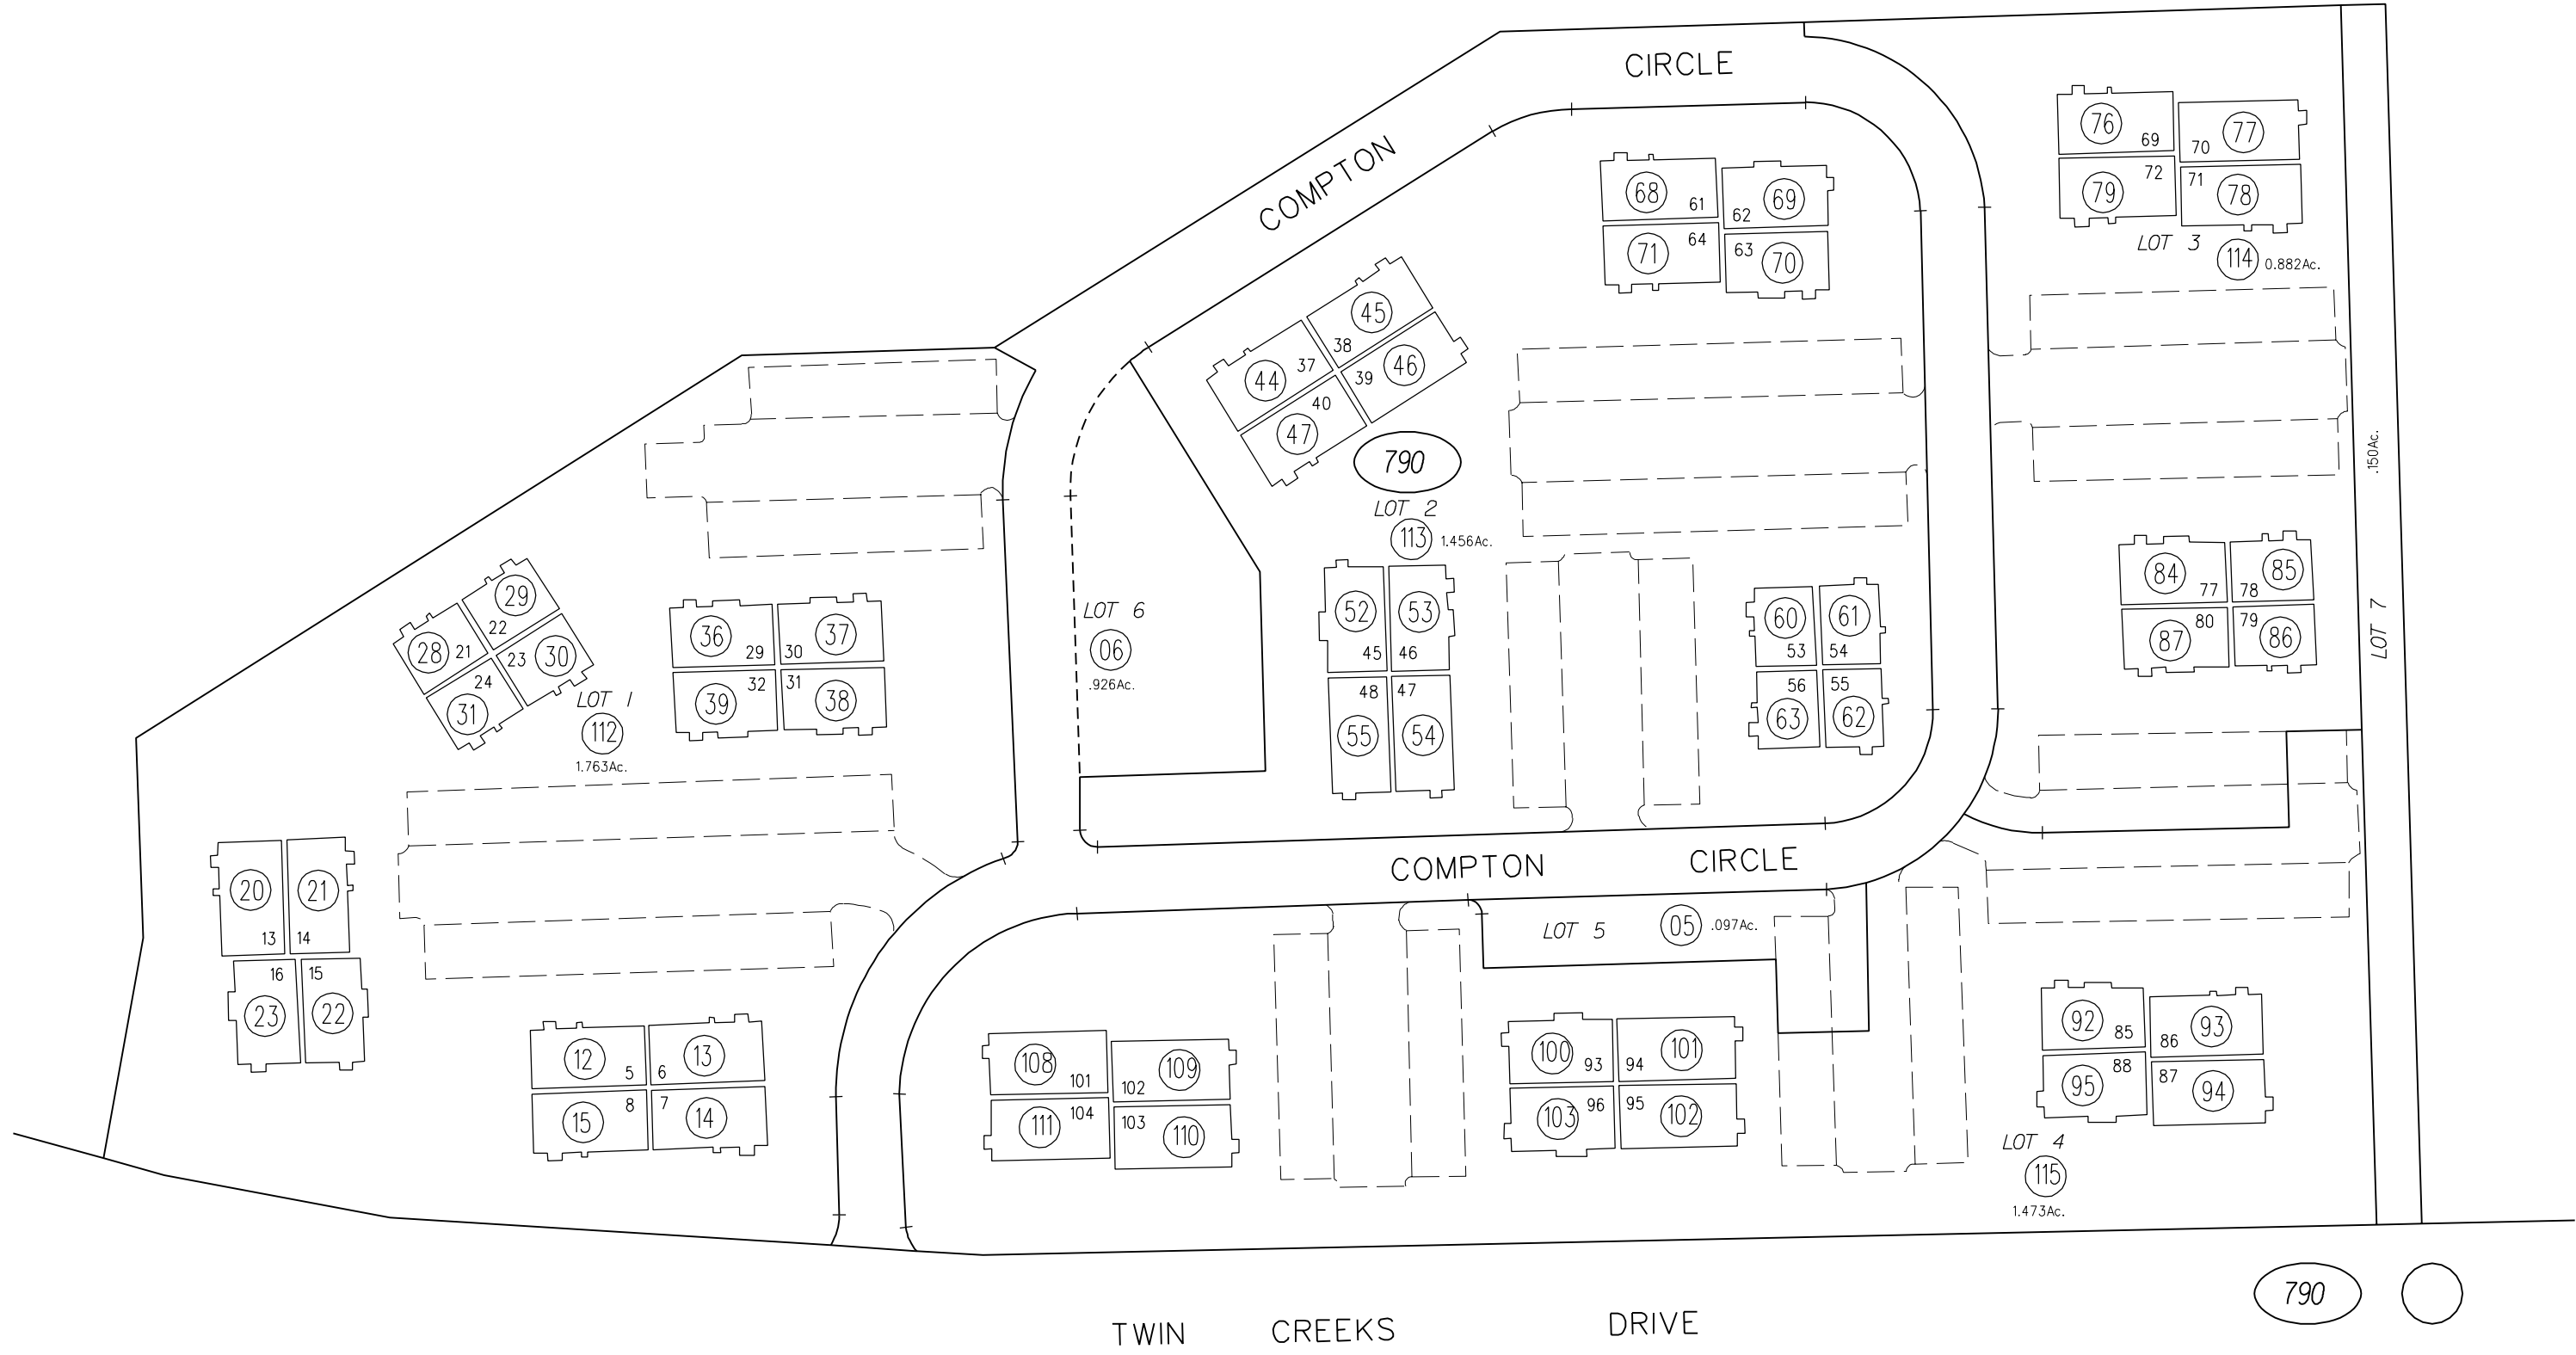 CIRCLE
COMPTON
76 69 70 77
79 72 71 78
LOT 3
114 0.882Ac.
68 61 62 69
71 64 63 70
45
44 37 38
46
39
40
47
790
LOT 2
113 1.456Ac.
.150Ac.
LOT 7
29
28 21 22
23 30
24
31
LOT 1
112
1.763Ac.
36 29 30 37
39 32 31 38
LOT 6
06
.926Ac.
52 53
45 46
48 47
55 54
60 61
53 54
56 55
63 62
84 77 78 85
87 80 79 86
20 21
13 14
16 15
23 22
COMPTON CIRCLE
LOT 5 05 .097Ac.
12 5 6 13
15 8 7 14
108 101 102 109
111 104 103 110
100 93 94 101
103 96 95 102
92 85 86 93
95 88 87 94
LOT 4
115
1.473Ac.
790
TWIN CREEKS DRIVE